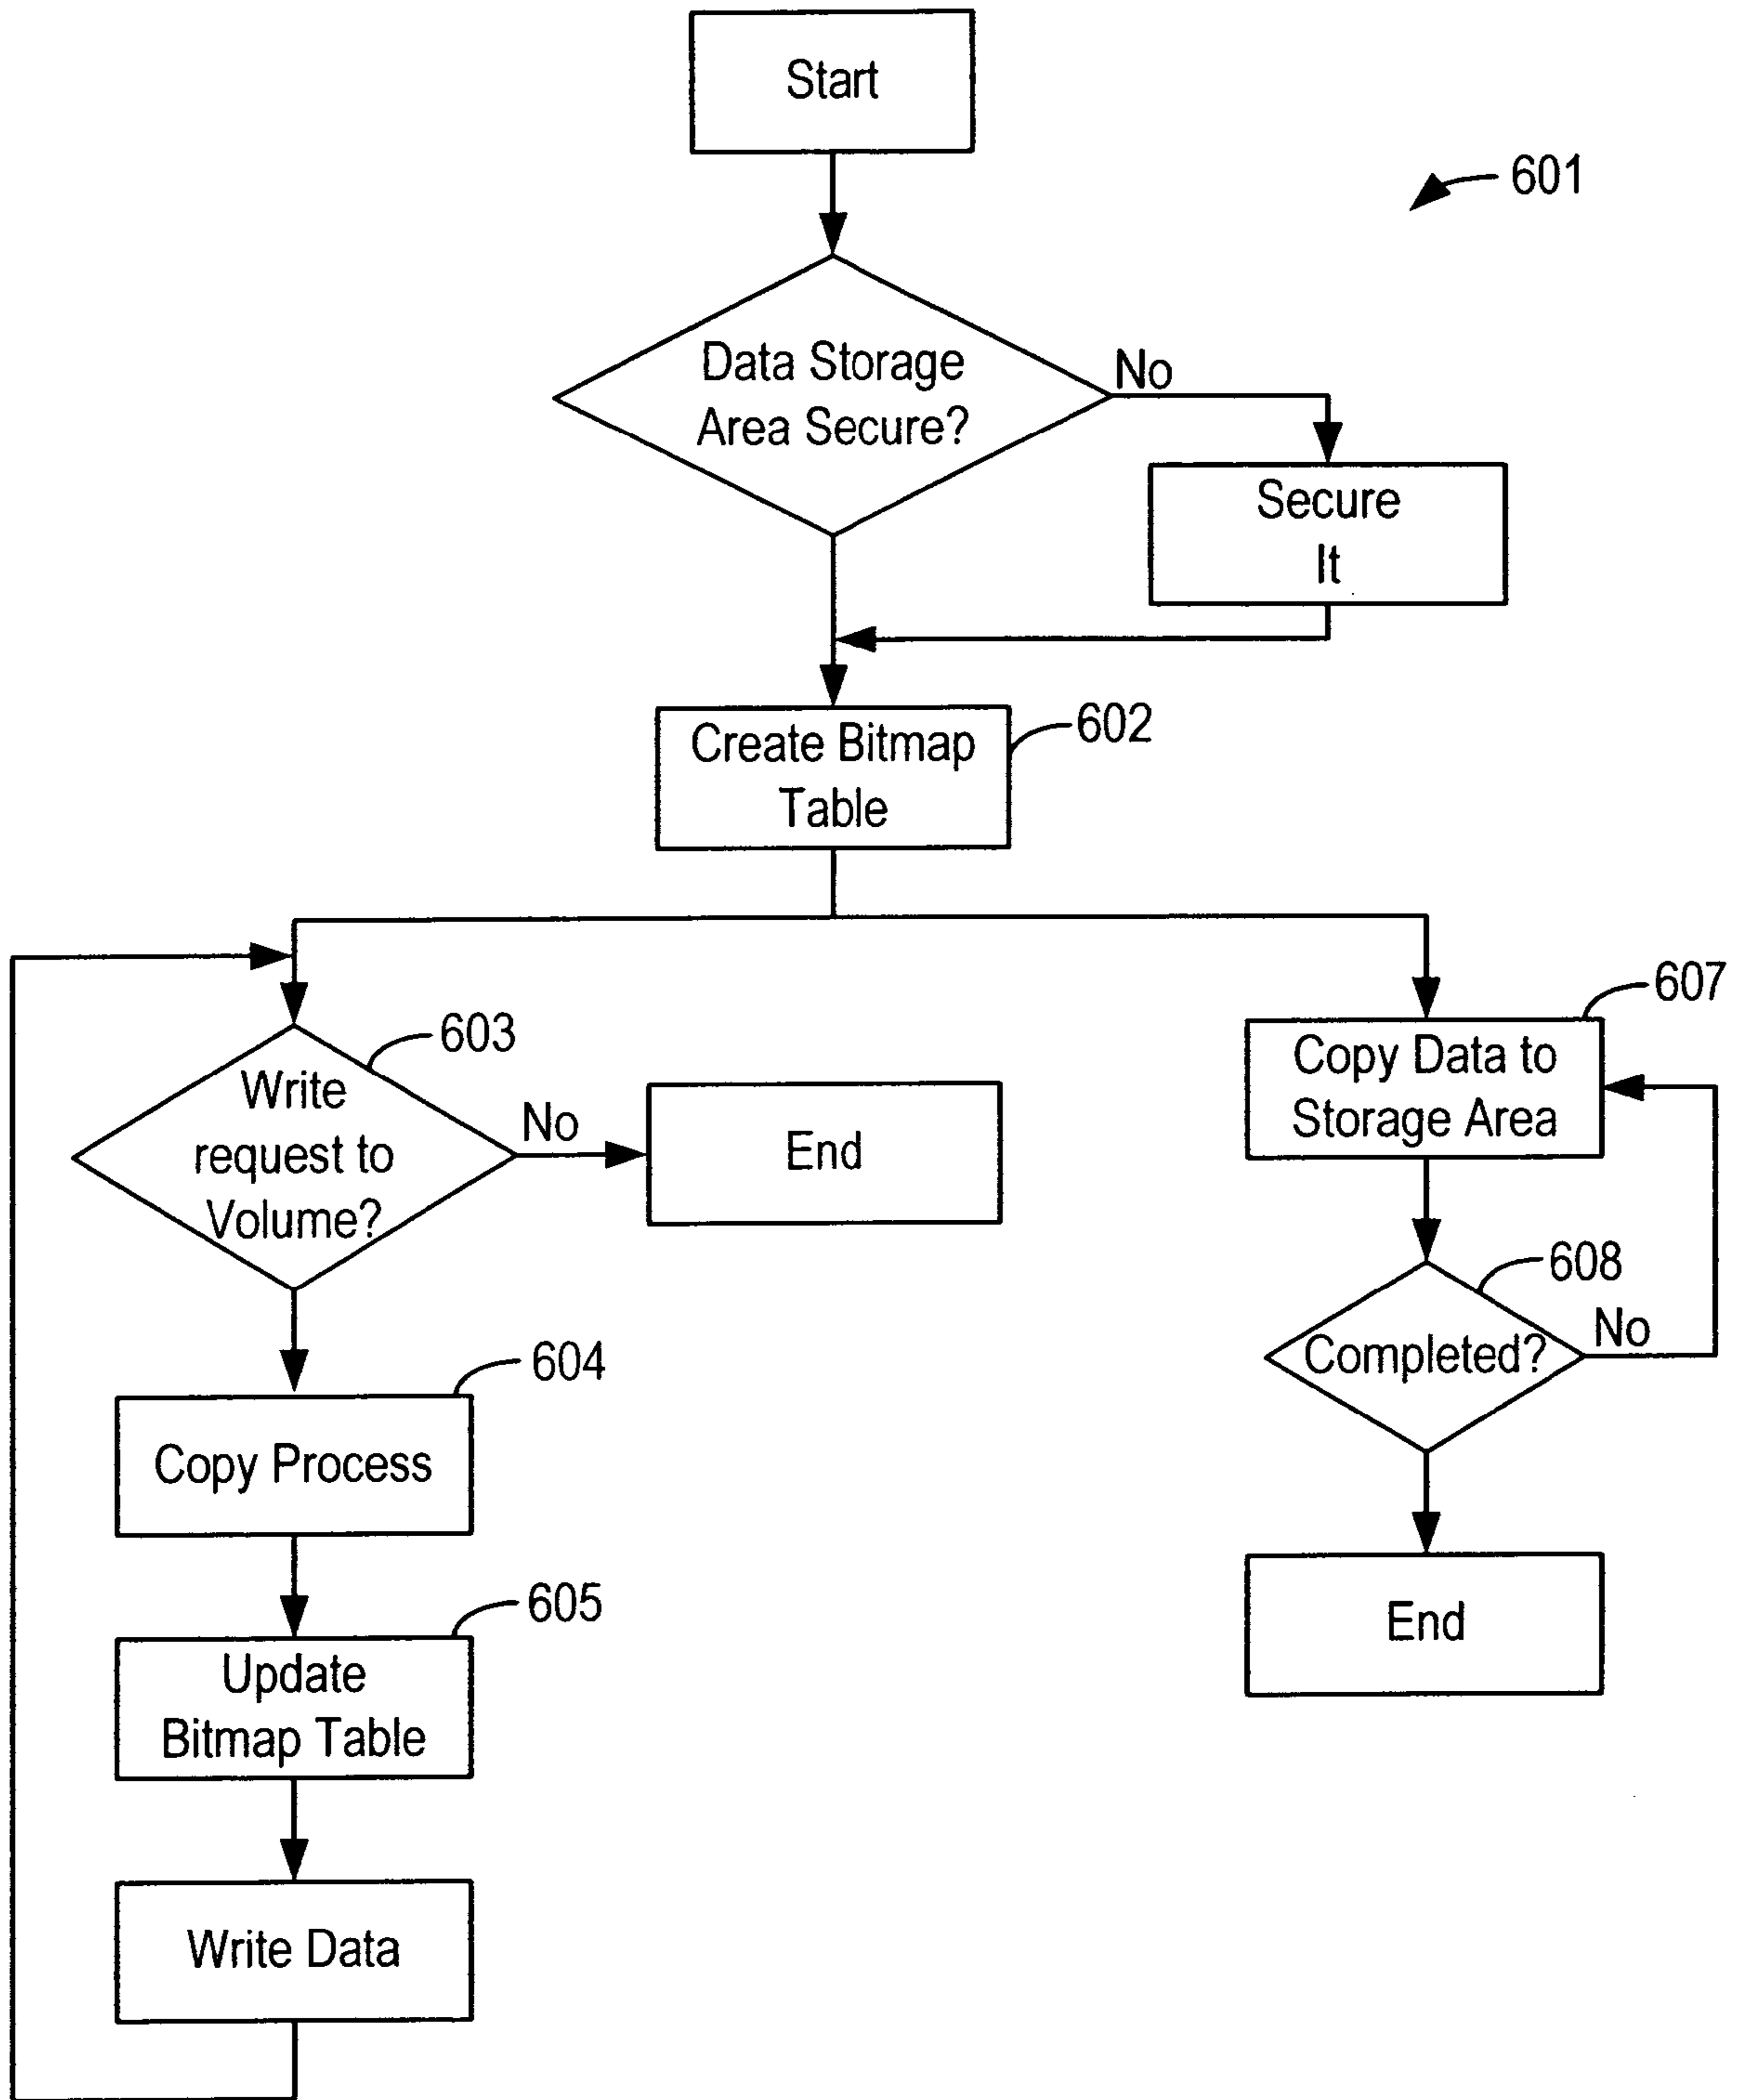 Start
601
Data Storage
Area Secure?
No
Secure
It
Create Bitmap
Table
602
603
Write
request to
Volume?
No
End
604
Copy Process
605
Update
Bitmap Table
Write Data
607
Copy Data to
Storage Area
608
Completed?
No
End